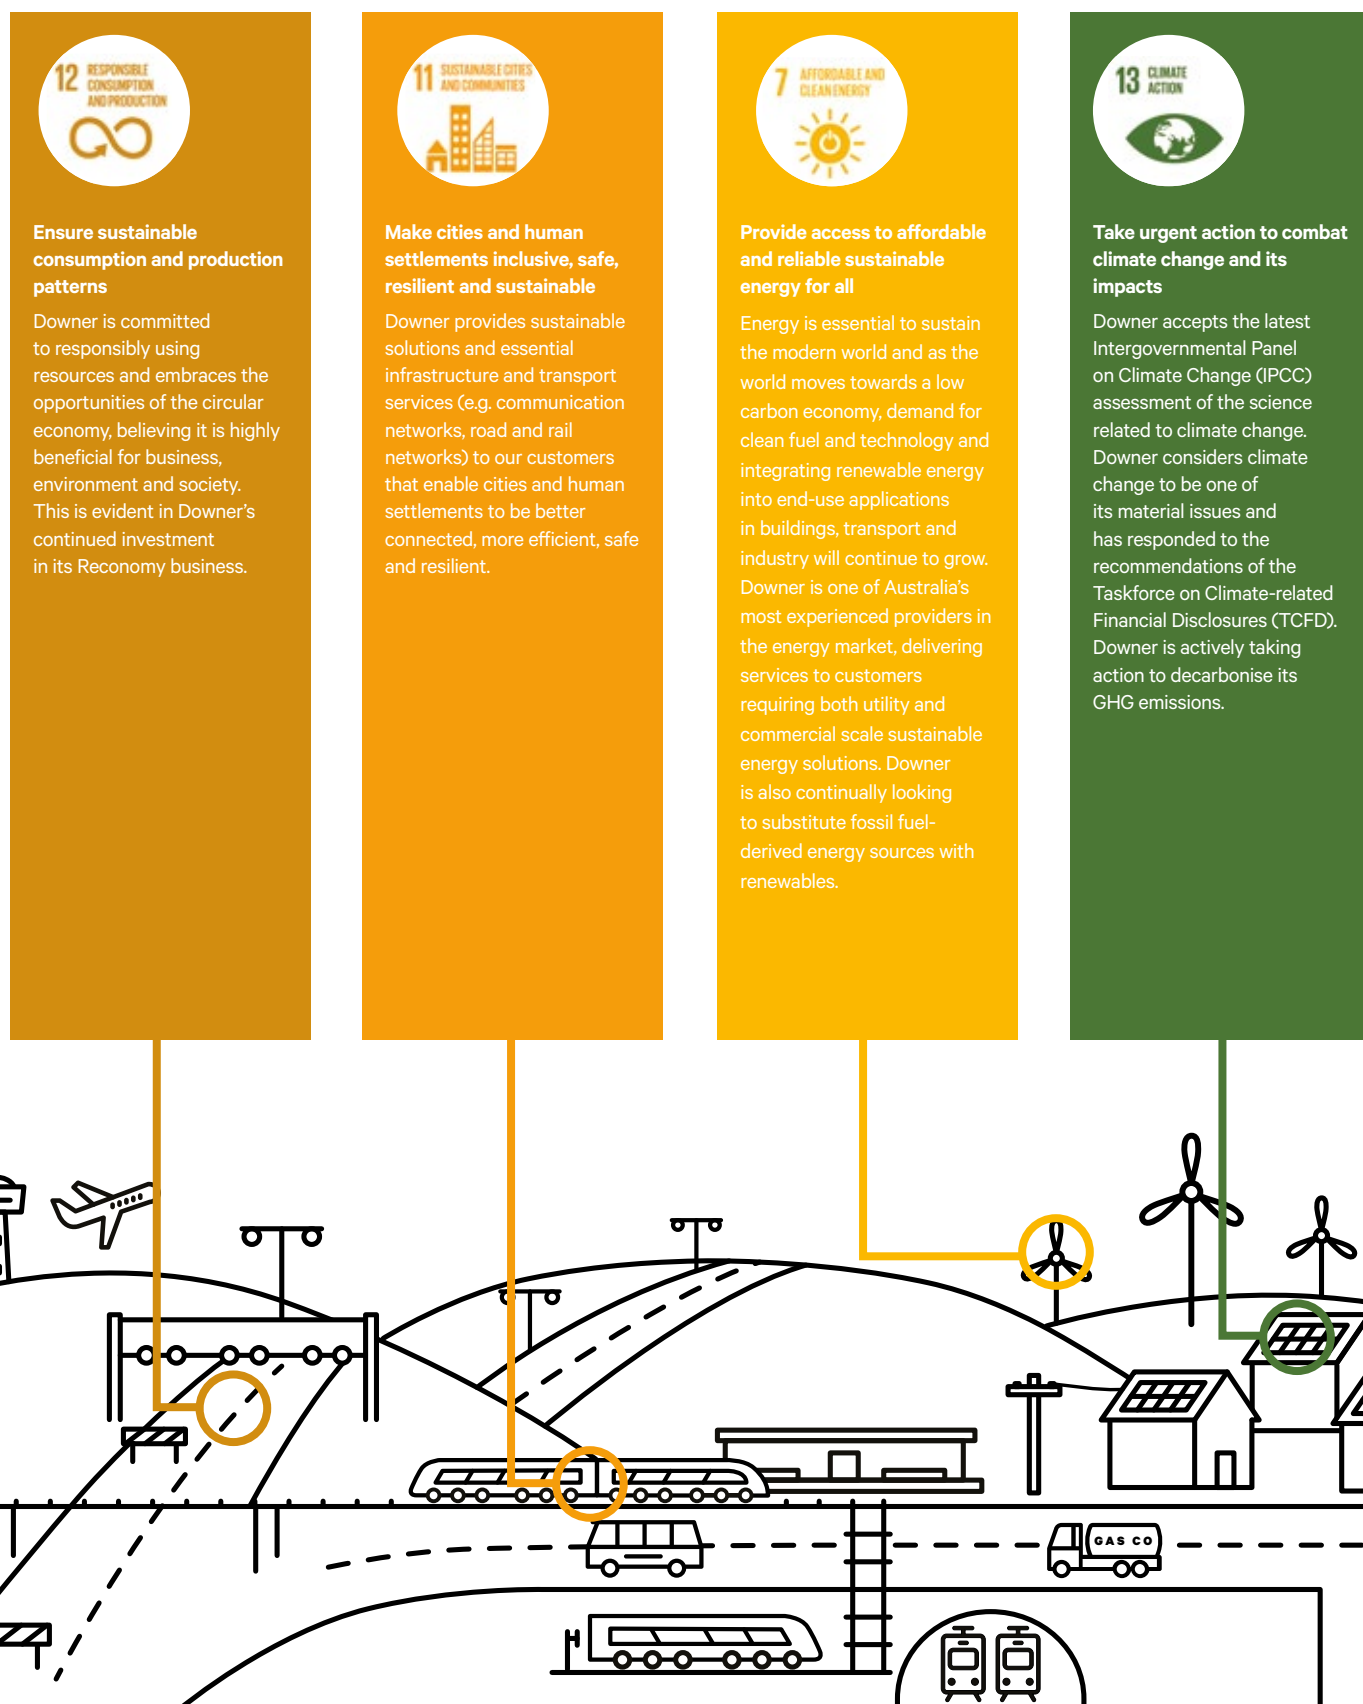 12 RESPONSIBLE
CONSUMPTION
AND PRODUCTION
Ensure sustainable
consumption and production
patterns
Downer is committed
to responsibly using
resources and embraces the
opportunities of the circular
economy, believing it is highly
beneficial for business,
environment and society.
This is evident in Downer’s
continued investment
in its Reconomy business.
11 SUSTAINABLE CITIES
AND COMMUNITIES
Make cities and human
settlements inclusive, safe,
resilient and sustainable
Downer provides sustainable
solutions and essential
infrastructure and transport
services (e.g. communication
networks, road and rail
networks) to our customers
that enable cities and human
settlements to be better
connected, more efficient, safe
and resilient.
7 AFFORDABLE AND
CLEAN ENERGY
Provide access to affordable
and reliable sustainable
energy for all
Energy is essential to sustain
the modern world and as the
world moves towards a low
carbon economy, demand for
clean fuel and technology and
integrating renewable energy
into end-use applications
in buildings, transport and
industry will continue to grow.
Downer is one of Australia’s
most experienced providers in
the energy market, delivering
services to customers
requiring both utility and
commercial scale sustainable
energy solutions. Downer
is also continually looking
to substitute fossil fuel-
derived energy sources with
renewables.
13 CLIMATE
ACTION
Take urgent action to combat
climate change and its
impacts
Downer accepts the latest
Intergovernmental Panel
on Climate Change (IPCC)
assessment of the science
related to climate change.
Downer considers climate
change to be one of
its material issues and
has responded to the
recommendations of the
Taskforce on Climate-related
Financial Disclosures (TCFD).
Downer is actively taking
action to decarbonise its
GHG emissions.
GAS CO